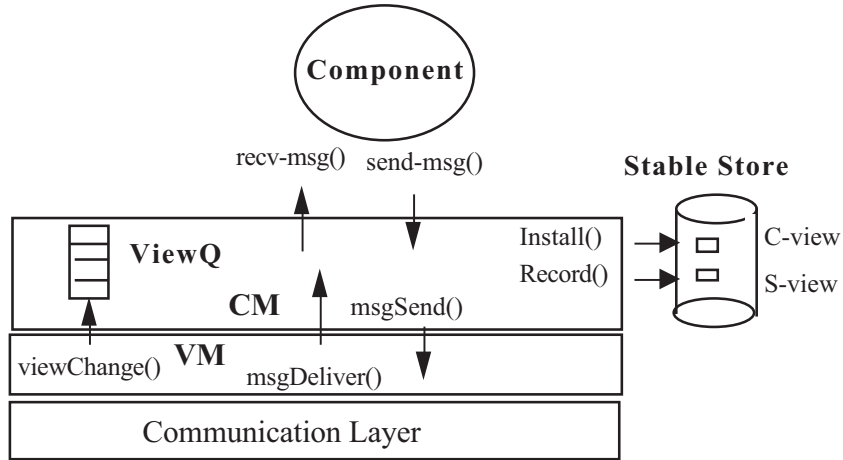 Component
recv-msg()
send-msg()
Stable Store
ViewQ
Install()
C-view
Record()
S-view
CM
msgSend()
VM
viewChange()
msgDeliver()
Communication Layer